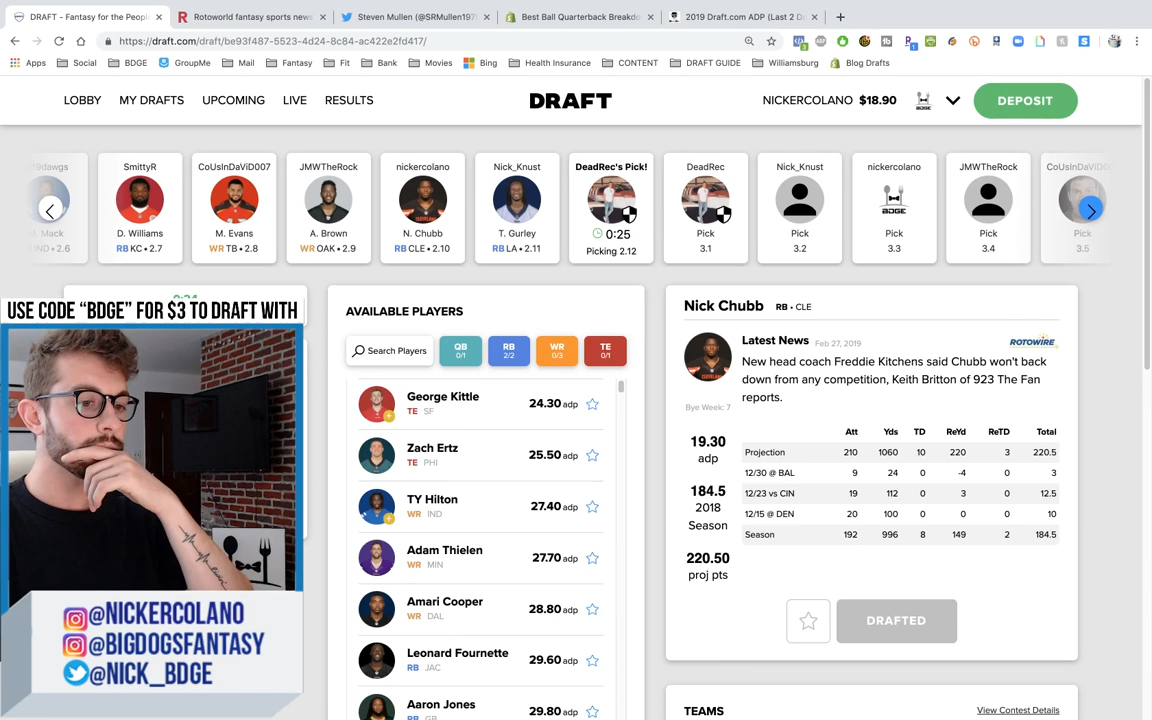 DRAFT - Fantasy for the Peopl
Rotoworld fantasy sports news
Steven Mullen (@SRMullen197
Best Ball Quarterback Breakdo
2019 Draft.com ADP (Last 2 D
https://draft.com/draft/be93f487-5523-4d24-8c84-ac422e2fd417/
Apps Social BDGE GroupMe Mail Fantasy Fit Bank Movies Bing Health Insurance CONTENT DRAFT GUIDE Williamsburg Blog Drafts
LOBBY MY DRAFTS UPCOMING LIVE RESULTS DRAFT NICKERCOLANO $18.90 DEPOSIT
19dawgs SmittyR CoUsInDaViD007 JMWTheRock nickercolano Nick_Knust DeadRec's Pick! DeadRec Nick_Knust nickercolano JMWTheRock CoUsInDaViD00
BDGE
M. Mack D. Williams M. Evans A. Brown N. Chubb T. Gurley 0:25 Pick Pick Pick Pick Pick
IND • 2.6 RB KC • 2.7 WR TB • 2.8 WR OAK • 2.9 RB CLE • 2.10 RB LA • 2.11 Picking 2.12 3.1 3.2 3.3 3.4 3.5
USE CODE "BDGE" FOR $3 TO DRAFT WITH
@NICKERCOLANO
@BIGDOGSFANTASY
@NICK_BDGE
AVAILABLE PLAYERS
Search Players
QB 0/1
RB 2/2
WR 0/3
TE 0/1
George Kittle 24.30 adp
TE SF
Zach Ertz 25.50 adp
TE PHI
TY Hilton 27.40 adp
WR IND
Adam Thielen 27.70 adp
WR MIN
Amari Cooper 28.80 adp
WR DAL
Leonard Fournette 29.60 adp
RB JAC
Aaron Jones 29.80 adp
RB GB
Nick Chubb RB • CLE
Latest News Feb 27, 2019 ROTOWIRE
New head coach Freddie Kitchens said Chubb won't back
down from any competition, Keith Britton of 923 The Fan
reports.
Bye Week: 7
19.30
adp
184.5
2018
Season
220.50
proj pts
Att Yds TD ReYd ReTD Total
Projection 210 1060 10 220 3 220.5
12/30 @ BAL 9 24 0 -4 0 3
12/23 vs CIN 19 112 0 3 0 12.5
12/15 @ DEN 20 100 0 0 0 10
Season 192 996 8 149 2 184.5
DRAFTED
TEAMS View Contest Details